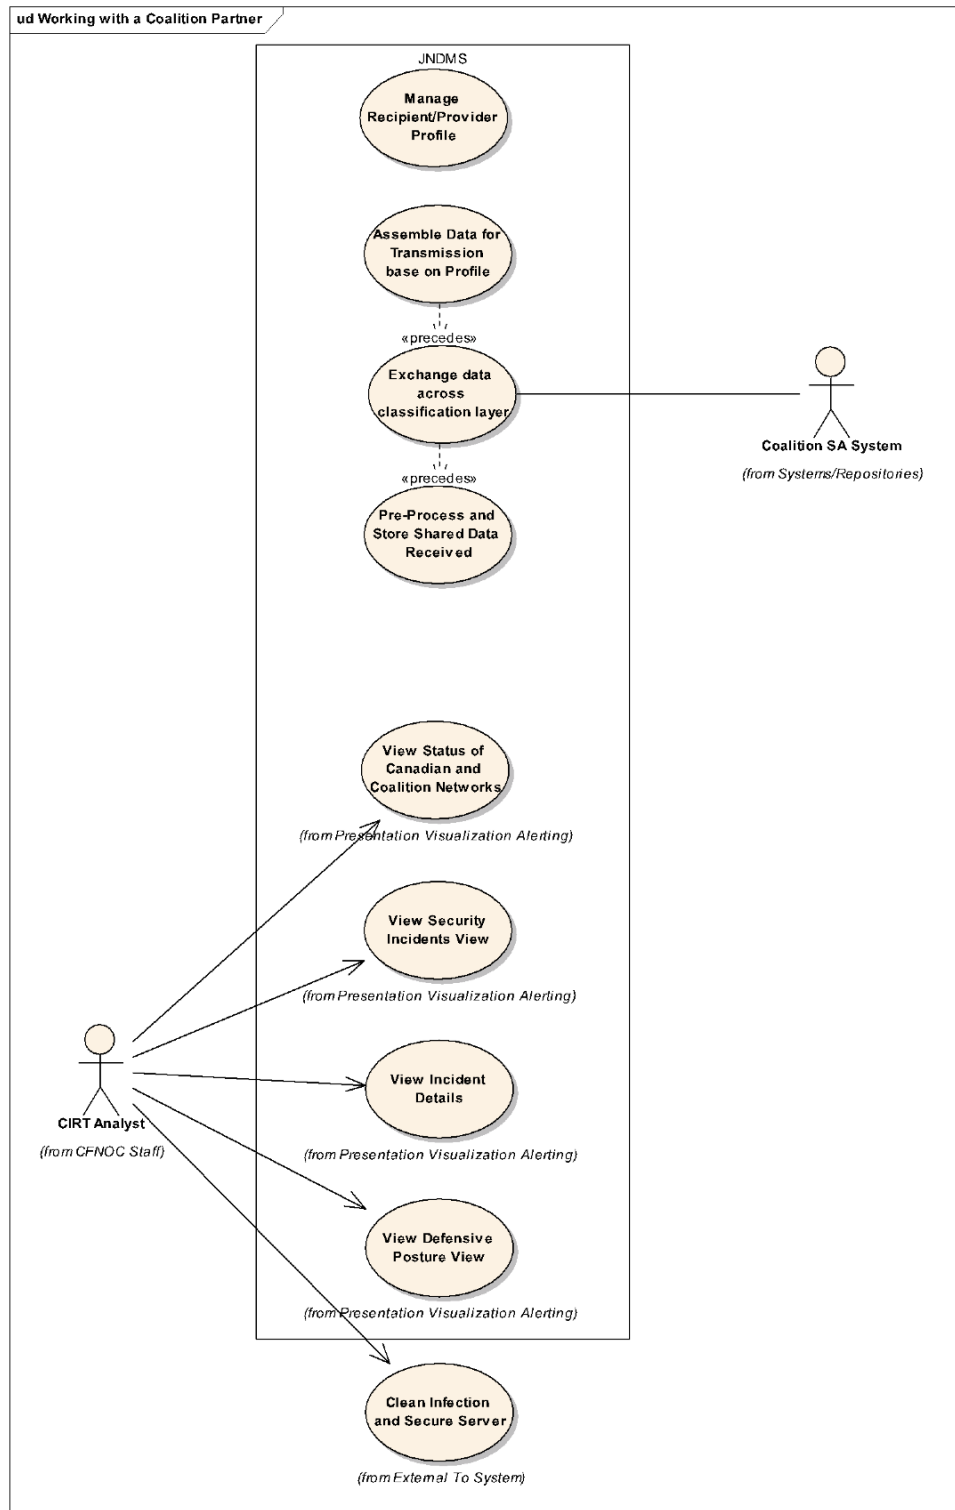 ud Working with a Coalition Partner
JNDMS
Manage
Recipient/Provider
Profile
Assemble Data for
Transmission
base on Profile
«precedes»
Exchange data
across
classification layer
Coalition SA System
(from Systems/Repositories)
«precedes»
Pre-Process and
Store Shared Data
Received
View Status of
Canadian and
Coalition Networks
(from Presentation Visualization Alerting)
View Security
Incidents View
(from Presentation Visualization Alerting)
CIRT Analyst
(from CFNOC Staff)
View Incident
Details
(from Presentation Visualization Alerting)
View Defensive
Posture View
(from Presentation Visualization Alerting)
Clean Infection
and Secure Server
(from External To System)